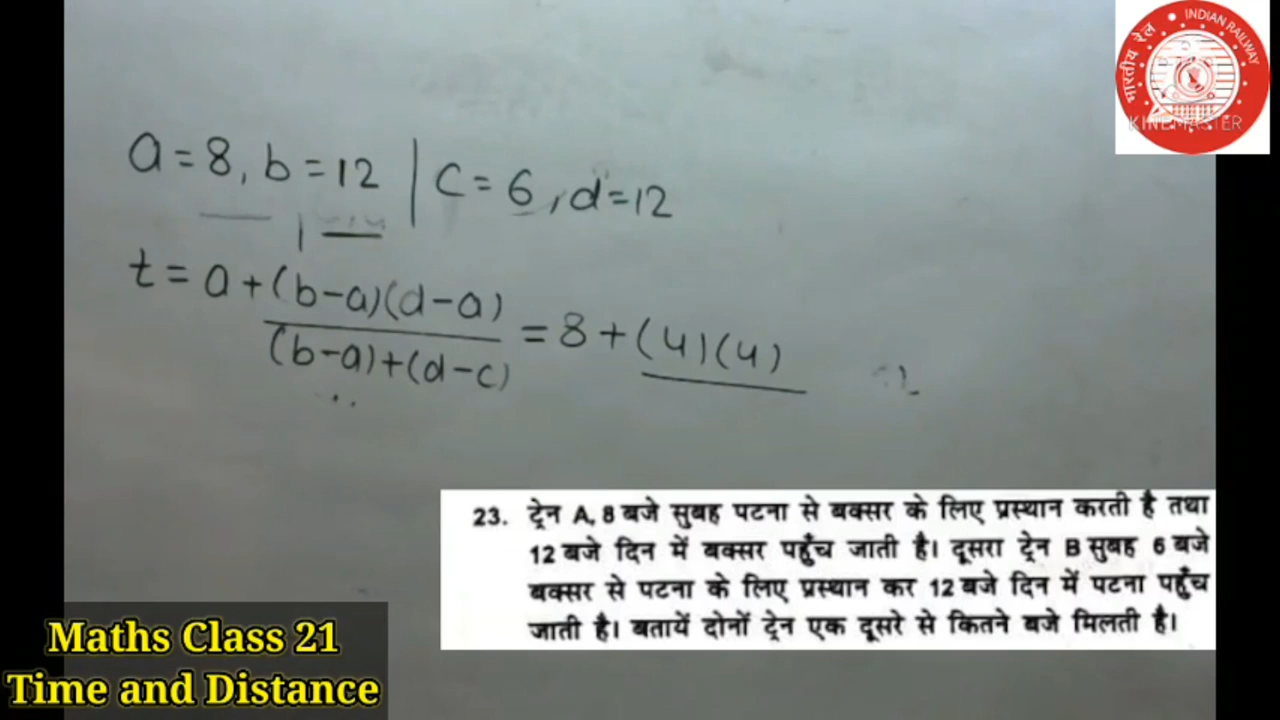 भारतीय रेल
INDIAN RAILWAY
KINEMASTER
a=8, b=12 | c=6, d=12
t = a+(b-a)(d-a)
(b-a)+(d-c)
= 8+(4)(4)
23. ट्रेन A, 8 बजे सुबह पटना से बक्सर के लिए प्रस्थान करती है तथा
12 बजे दिन में बक्सर पहुँच जाती है। दूसरा ट्रेन B सुबह 6 बजे
बक्सर से पटना के लिए प्रस्थान कर 12 बजे दिन में पटना पहुँच
जाती है। बतायें दोनों ट्रेन एक दूसरे से कितने बजे मिलती है।
Maths Class 21
Time and Distance